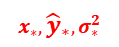 𝒙∗, 𝒚̂∗, 𝝈∗²